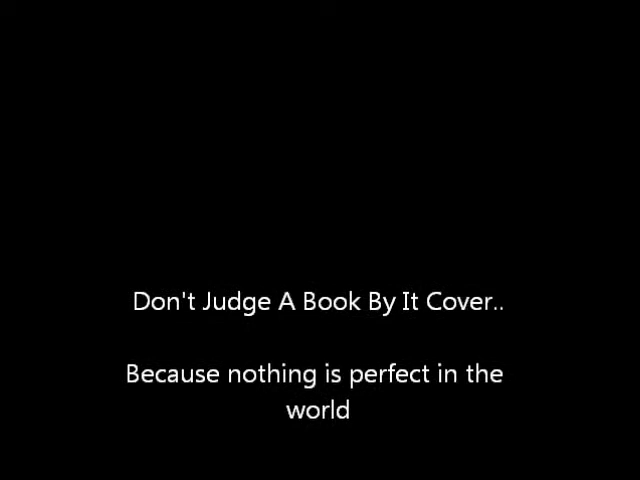 Don't Judge A Book By It Cover..
Because nothing is perfect in the
world